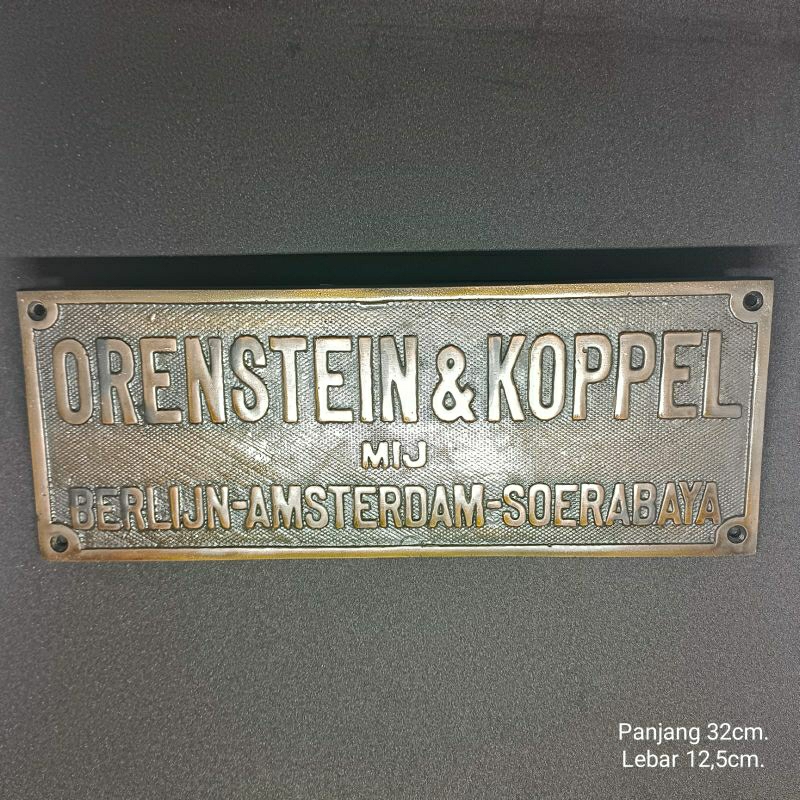 ORENSTEIN & KOPPEL
MIJ
BERLIJN-AMSTERDAM-SOERABAYA
Panjang 32cm.
Lebar 12,5cm.